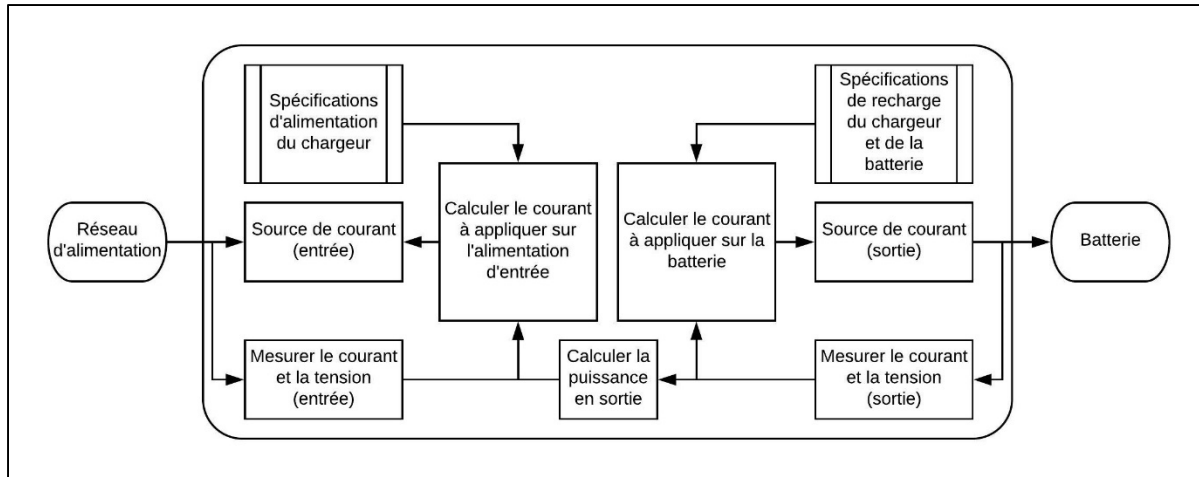 Spécifications
d'alimentation
du chargeur
Spécifications
de recharge
du chargeur
et de la
batterie
Réseau
d'alimentation
Source de courant
(entrée)
Calculer le courant
à appliquer sur
l'alimentation
d'entrée
Calculer le courant
à appliquer sur la
batterie
Source de courant
(sortie)
Batterie
Mesurer le courant
et la tension
(entrée)
Calculer la
puissance
en sortie
Mesurer le courant
et la tension
(sortie)